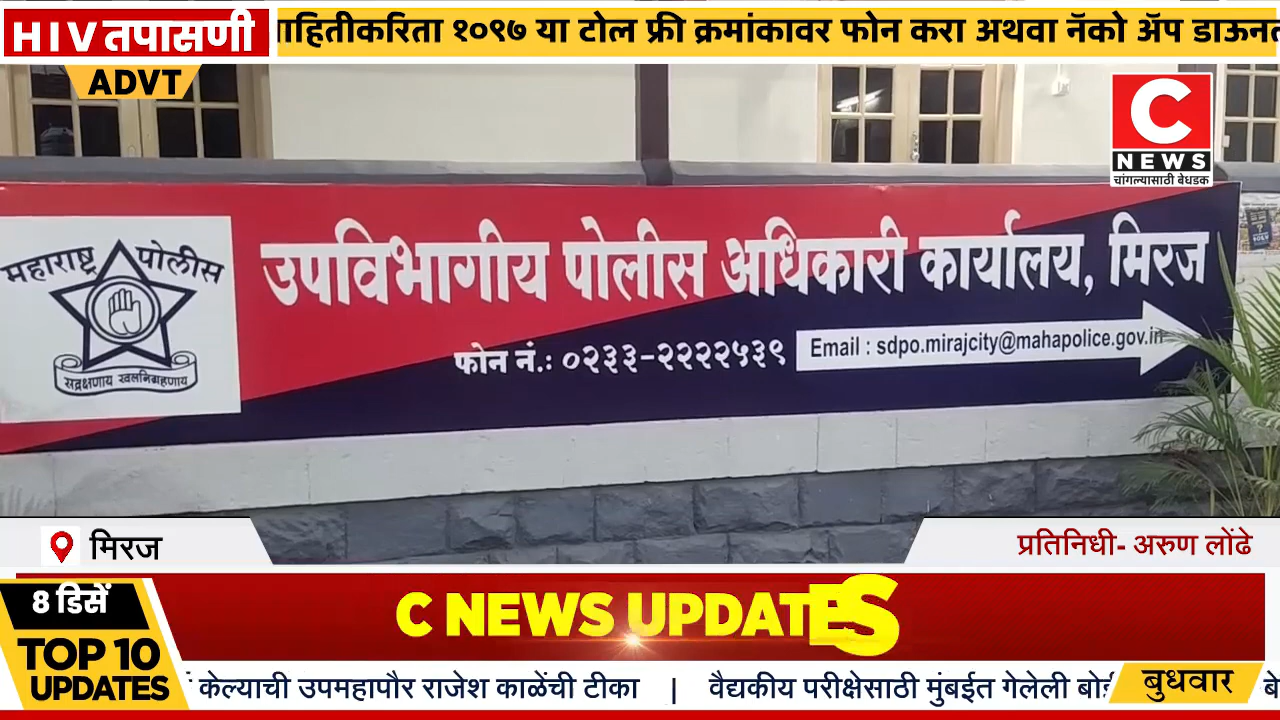 HIV तपासणी
माहितीकरिता १०९७ या टोल फ्री क्रमांकावर फोन करा अथवा नॅको ॲप डाऊनल
ADVT
C
NEWS
चांगल्यासाठी बेधडक
महाराष्ट्र पोलीस
सद्रक्षणाय खलनिग्रहणाय
उपविभागीय पोलीस अधिकारी कार्यालय, मिरज
फोन नं.: ०२३३-२२२२५३९
Email : sdpo.mirajcity@mahapolice.gov.in
मिरज
प्रतिनिधी- अरुण लोंढे
8 डिसें
C NEWS UPDATES
TOP 10
UPDATES
केल्याची उपमहापौर राजेश काळेंची टीका | वैद्यकीय परीक्षेसाठी मुंबईत गेलेली
बुधवार